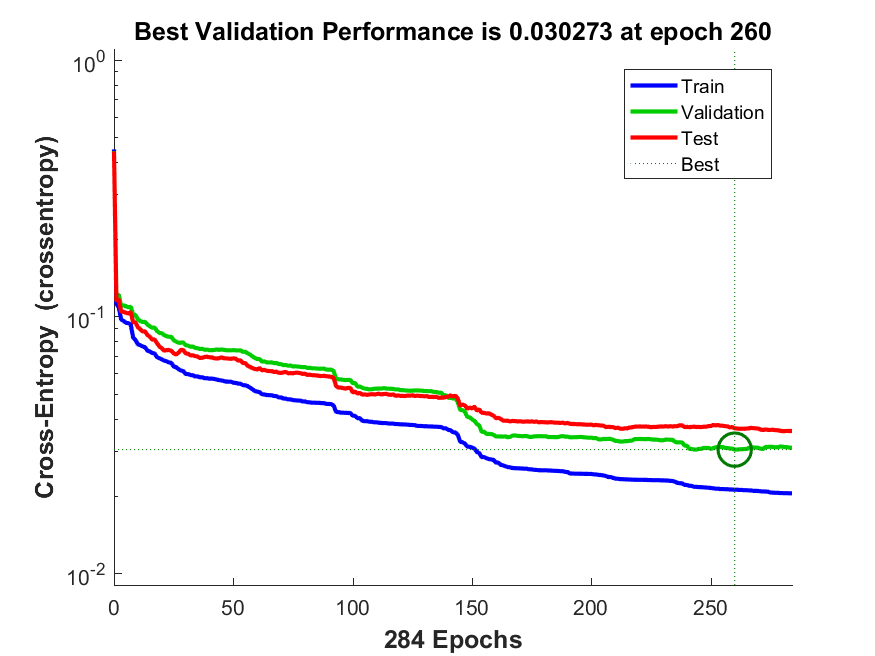 Best Validation Performance is 0.030273 at epoch 260
Cross-Entropy (crossentropy)
10^0
10^-1
10^-2
Train
Validation
Test
Best
0 50 100 150 200 250
284 Epochs